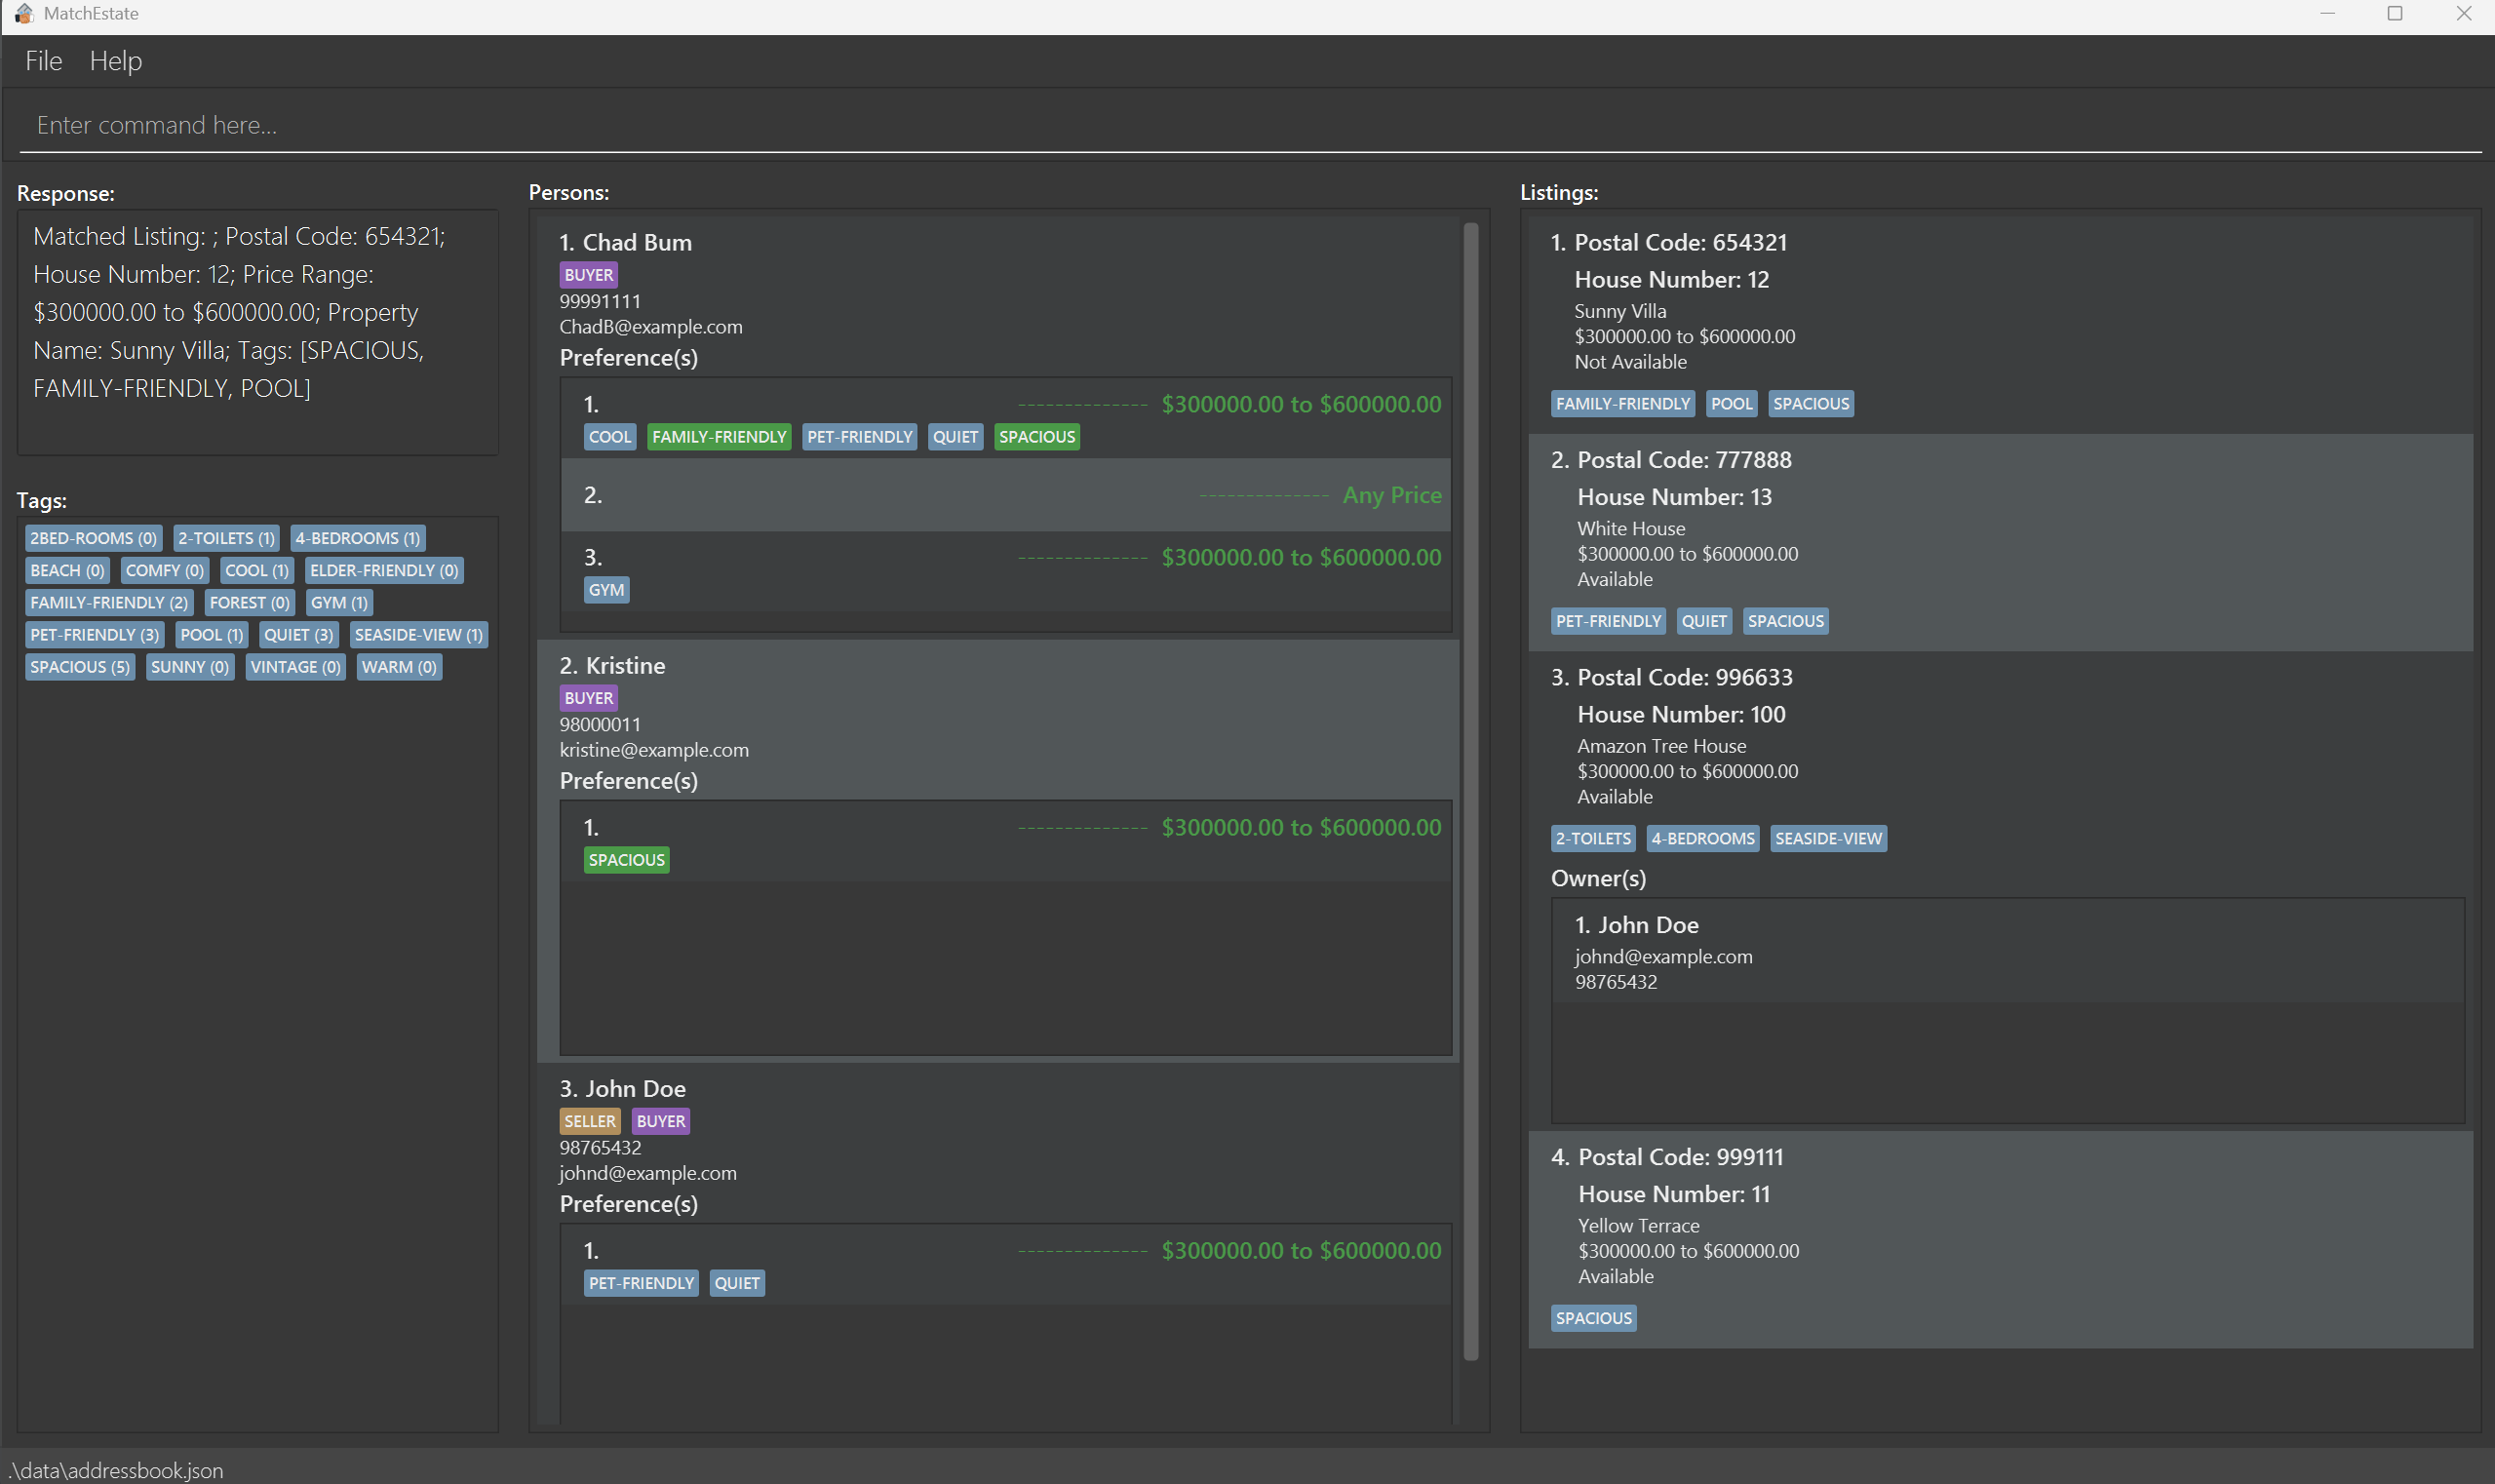 MatchEstate
File Help
Enter command here...
Response:
Matched Listing: ; Postal Code: 654321;
House Number: 12; Price Range:
$300000.00 to $600000.00; Property
Name: Sunny Villa; Tags: [SPACIOUS,
FAMILY-FRIENDLY, POOL]
Tags:
2BED-ROOMS (0) 2-TOILETS (1) 4-BEDROOMS (1)
BEACH (0) COMFY (0) COOL (1) ELDER-FRIENDLY (0)
FAMILY-FRIENDLY (2) FOREST (0) GYM (1)
PET-FRIENDLY (3) POOL (1) QUIET (3) SEASIDE-VIEW (1)
SPACIOUS (5) SUNNY (0) VINTAGE (0) WARM (0)
Persons:
1. Chad Bum
BUYER
99991111
ChadB@example.com
Preference(s)
1. -------------- $300000.00 to $600000.00
COOL FAMILY-FRIENDLY PET-FRIENDLY QUIET SPACIOUS
2. -------------- Any Price
3. -------------- $300000.00 to $600000.00
GYM
2. Kristine
BUYER
98000011
kristine@example.com
Preference(s)
1. -------------- $300000.00 to $600000.00
SPACIOUS
3. John Doe
SELLER BUYER
98765432
johnd@example.com
Preference(s)
1. -------------- $300000.00 to $600000.00
PET-FRIENDLY QUIET
Listings:
1. Postal Code: 654321
House Number: 12
Sunny Villa
$300000.00 to $600000.00
Not Available
FAMILY-FRIENDLY POOL SPACIOUS
2. Postal Code: 777888
House Number: 13
White House
$300000.00 to $600000.00
Available
PET-FRIENDLY QUIET SPACIOUS
3. Postal Code: 996633
House Number: 100
Amazon Tree House
$300000.00 to $600000.00
Available
2-TOILETS 4-BEDROOMS SEASIDE-VIEW
Owner(s)
1. John Doe
johnd@example.com
98765432
4. Postal Code: 999111
House Number: 11
Yellow Terrace
$300000.00 to $600000.00
Available
SPACIOUS
.\data\addressbook.json